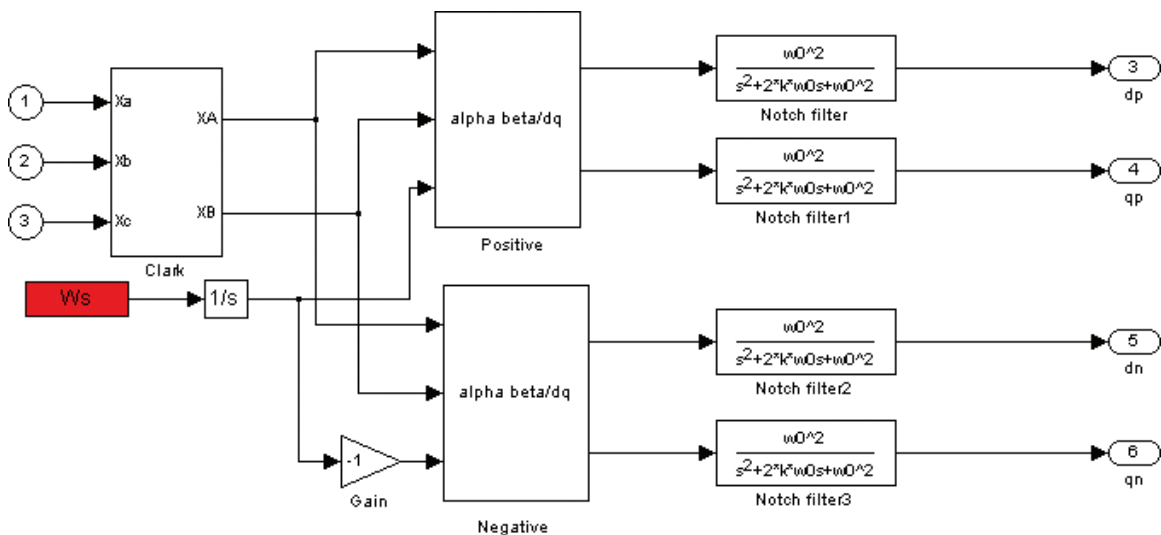 1
Xa
2
Xb
3
Xc
XA
XB
Clark
alpha beta/dq
Positive
w0^2
s²+2*k*w0s+w0^2
Notch filter
3
dp
w0^2
s²+2*k*w0s+w0^2
Notch filter1
4
qp
Ws
1/s
-1
Gain
alpha beta/dq
Negative
w0^2
s²+2*k*w0s+w0^2
Notch filter2
5
dn
w0^2
s²+2*k*w0s+w0^2
Notch filter3
6
qn